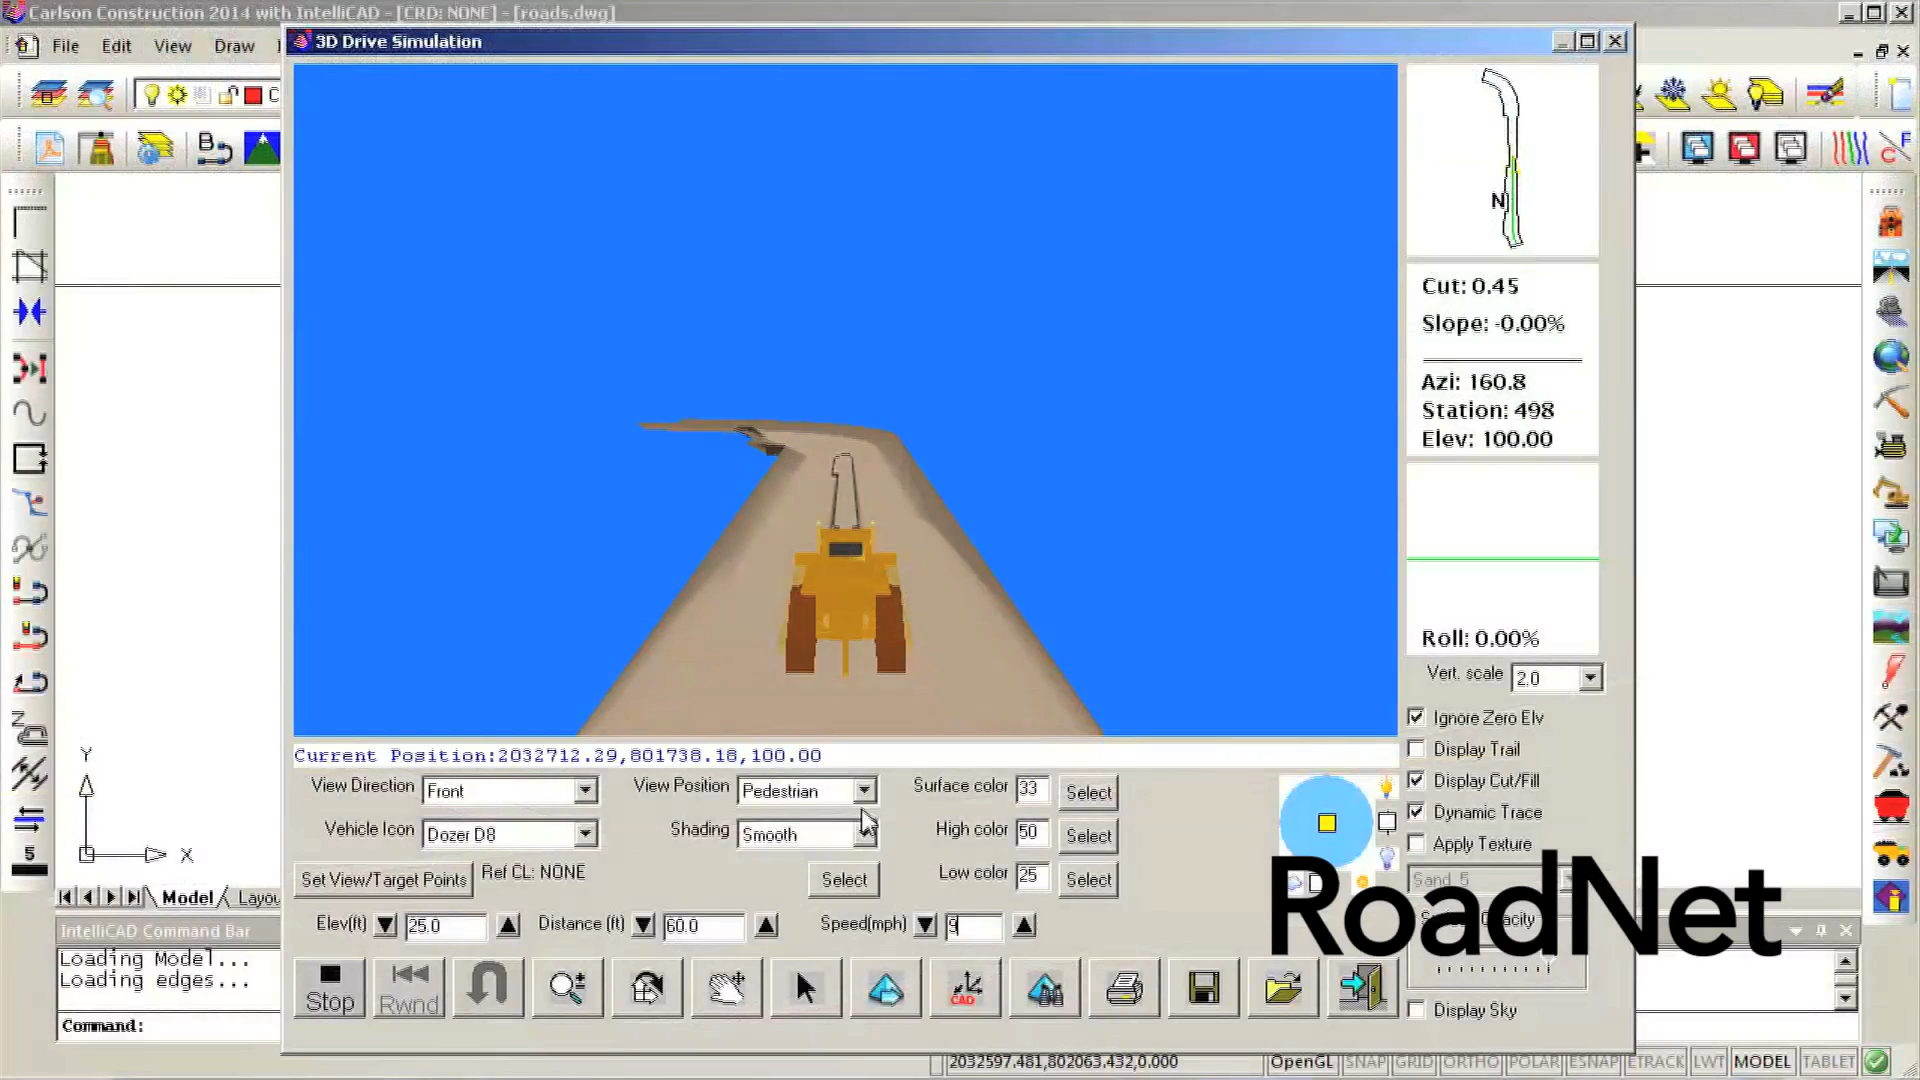 Carlson Construction 2014 with IntelliCAD - [CRD: NONE] - [roads.dwg]
File Edit View Draw
3D Drive Simulation
N
Cut: 0.45
Slope: -0.00%
Azi: 160.8
Station: 498
Elev: 100.00
Roll: 0.00%
Vert. scale 2.0
Ignore Zero Elv
Display Trail
Display Cut/Fill
Dynamic Trace
Apply Texture
Sand_5
Display Sky
Current Position:2032712.29,801738.18,100.00
View Direction Front View Position Pedestrian Surface color 33 Select
Vehicle Icon Dozer D8 Shading Smooth High color 50 Select
Set View/Target Points Ref CL: NONE Select Low color 25 Select
Elev(ft) 25.0 Distance (ft) 60.0 Speed(mph) 9
Stop Rwnd CAD
RoadNet
Y
X
5
Model Layou
IntelliCAD Command Bar
Loading Model...
Loading edges...
Command:
2032597.481,802063.432,0.000 OpenGL SNAP GRID ORTHO POLAR ESNAP ETRACK LWT MODEL TABLET